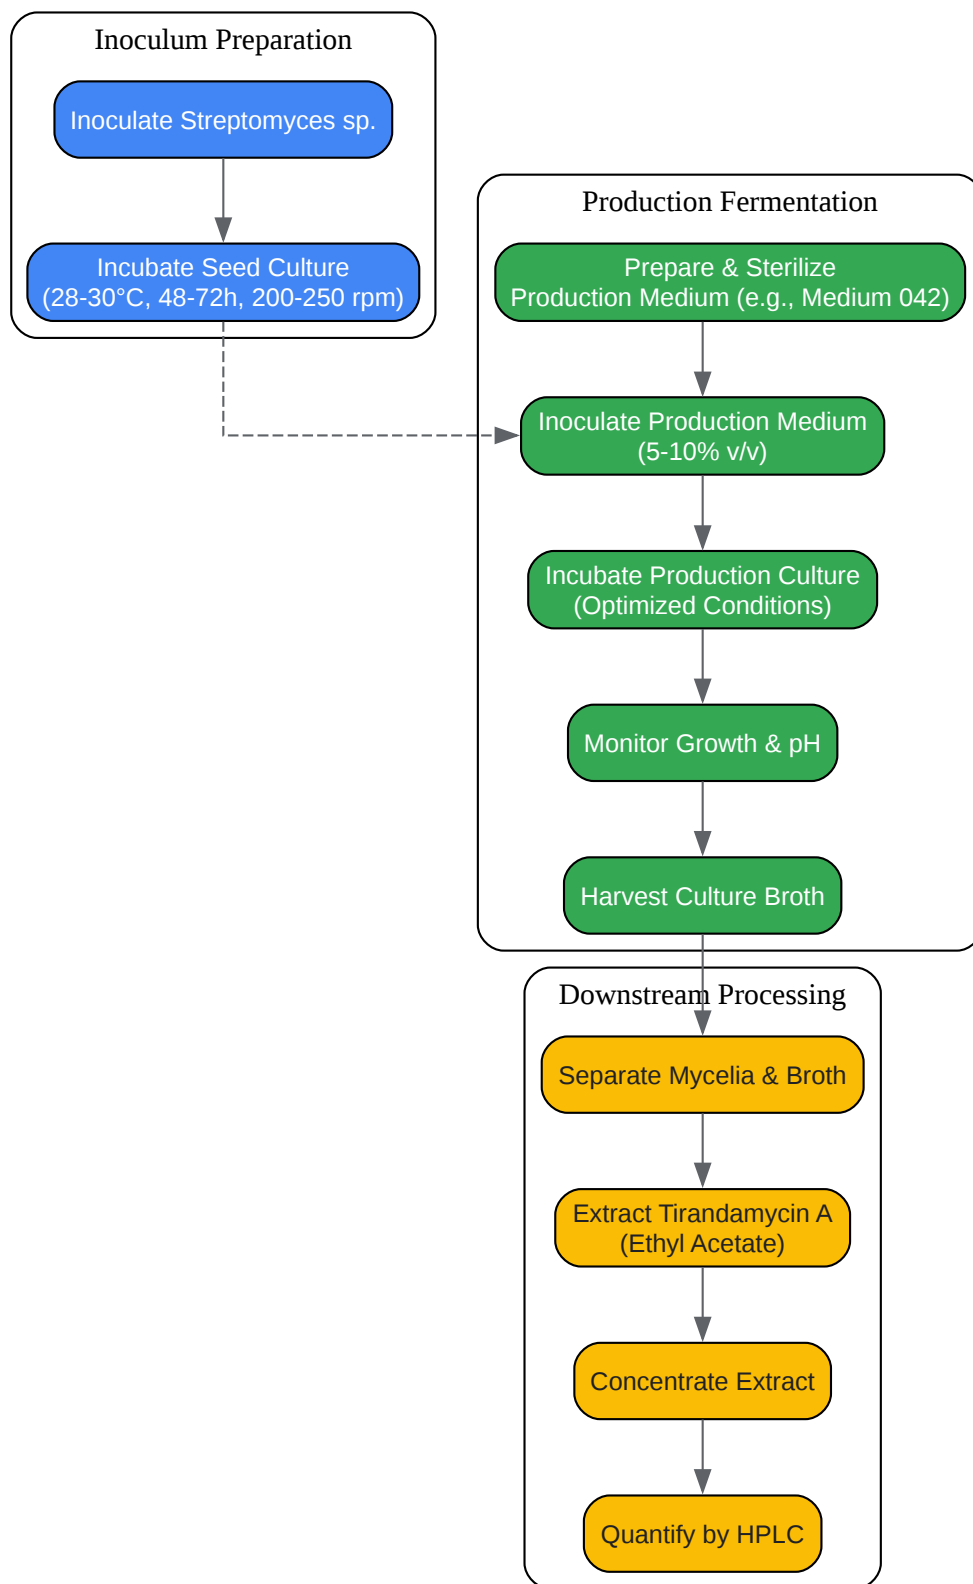 Inoculum Preparation
Inoculate Streptomyces sp.
Incubate Seed Culture
(28-30°C, 48-72h, 200-250 rpm)
Production Fermentation
Prepare & Sterilize
Production Medium (e.g., Medium 042)
Inoculate Production Medium
(5-10% v/v)
Incubate Production Culture
(Optimized Conditions)
Monitor Growth & pH
Harvest Culture Broth
Downstream Processing
Separate Mycelia & Broth
Extract Tirandamycin A
(Ethyl Acetate)
Concentrate Extract
Quantify by HPLC